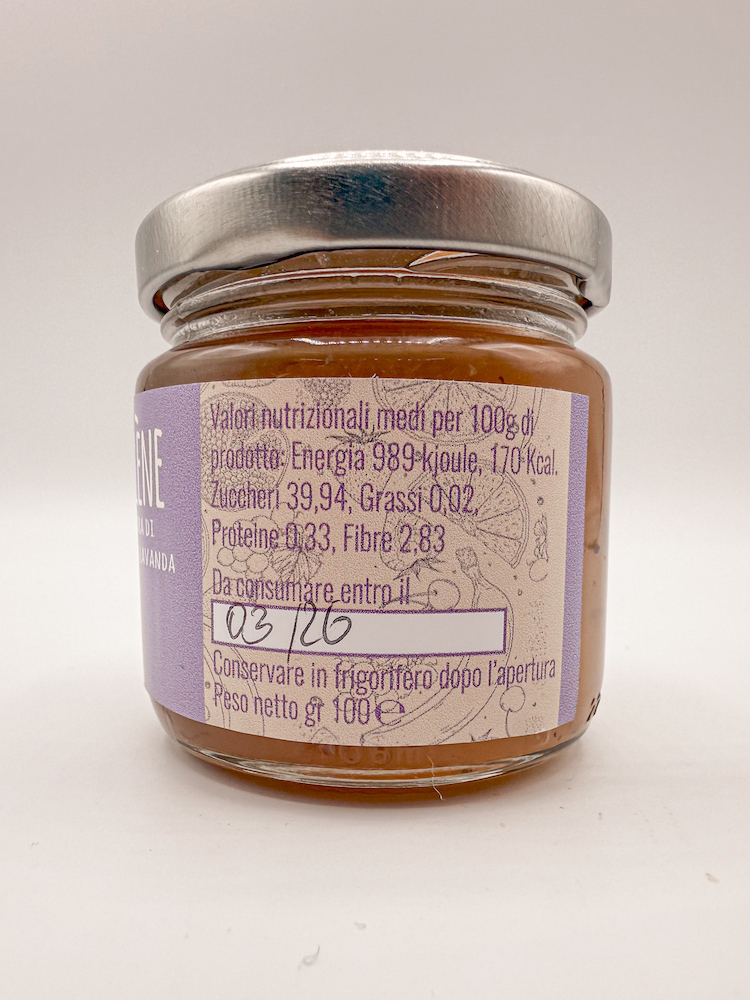 ÈNE
DI
LAVANDA
Valori nutrizionali medi per 100g di
prodotto: Energia 989 kjoule, 170 Kcal.
Zuccheri 39,94, Grassi 0,02,
Proteine 0,33, Fibre 2,83
Da consumare entro il
03/26
Conservare in frigorifero dopo l'apertura
Peso netto gr 100 ℮